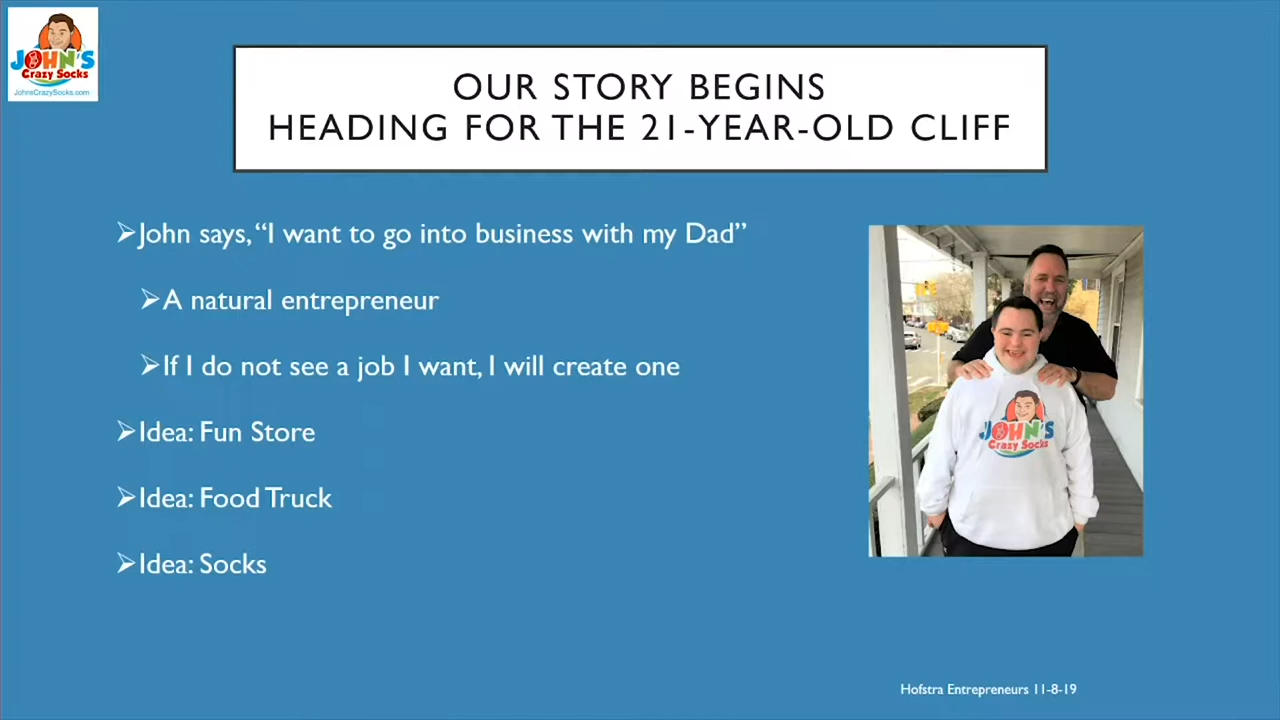 JOHN'S
Crazy Socks
JohnsCrazySocks.com
OUR STORY BEGINS
HEADING FOR THE 21-YEAR-OLD CLIFF
➢John says, “I want to go into business with my Dad”
➢A natural entrepreneur
➢If I do not see a job I want, I will create one
➢Idea: Fun Store
➢Idea: Food Truck
➢Idea: Socks
JOHN'S
Crazy Socks
Hofstra Entrepreneurs 11-8-19